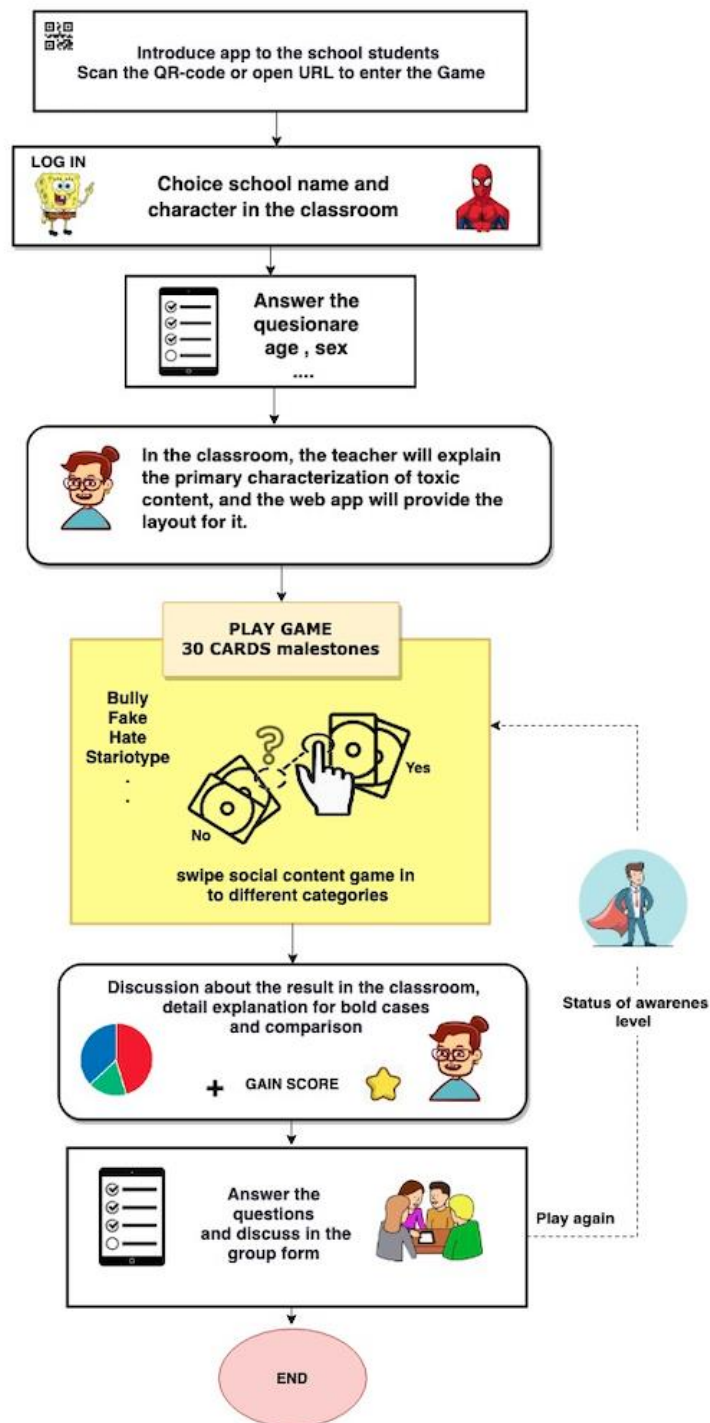 Introduce app to the school students
Scan the QR-code or open URL to enter the Game
LOG IN
Choice school name and
character in the classroom
Answer the
quesionare
age , sex
....
In the classroom, the teacher will explain
the primary characterization of toxic
content, and the web app will provide the
layout for it.
PLAY GAME
30 CARDS malestones
Bully
Fake
Hate
Stariotype
.
.
?
Yes
No
swipe social content game in
to different categories
Discussion about the result in the classroom,
detail explanation for bold cases
and comparison
+ GAIN SCORE
Status of awarenes
level
Answer the
questions
and discuss in the
group form
Play again
END